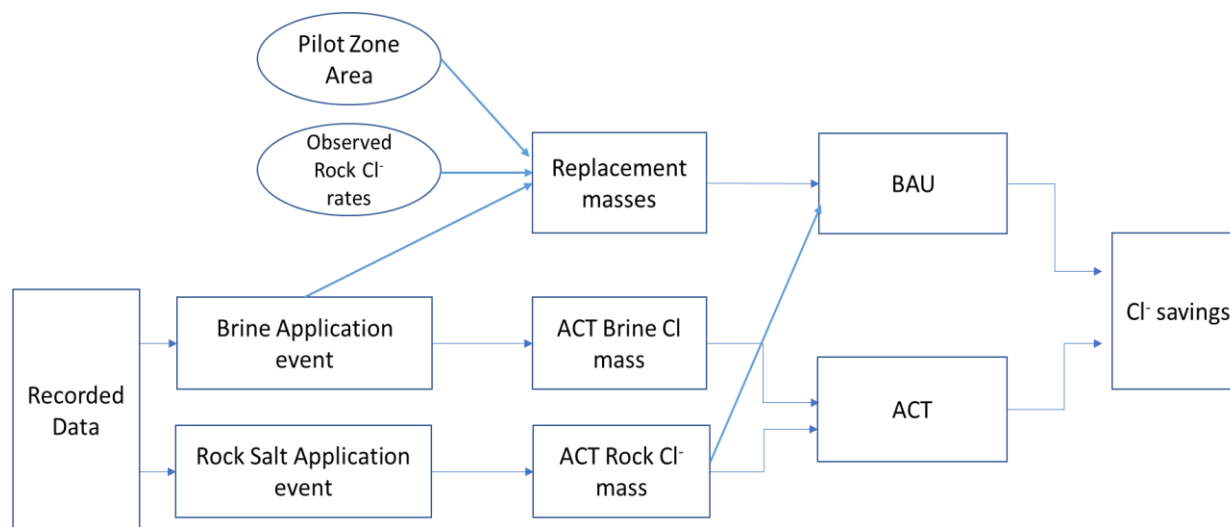 Pilot Zone
Area
Observed
Rock Cl⁻
rates
Replacement
masses
BAU
Cl⁻ savings
Recorded
Data
Brine Application
event
ACT Brine Cl
mass
ACT
Rock Salt Application
event
ACT Rock Cl⁻
mass